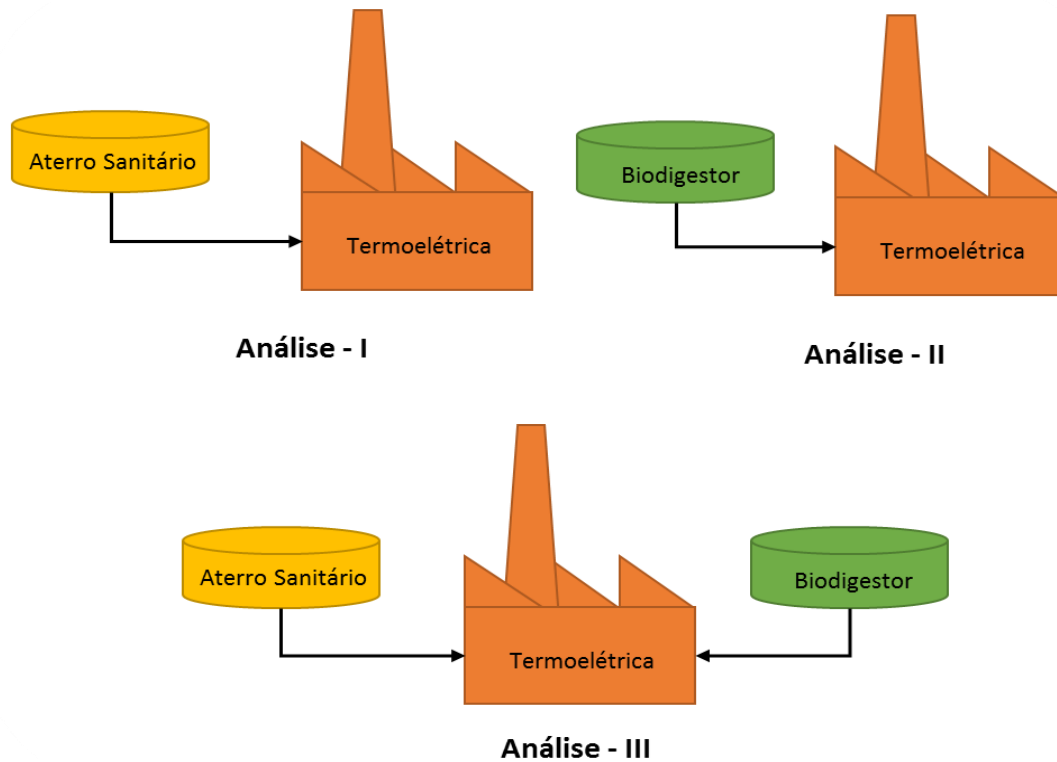 Aterro Sanitário
Termoelétrica
Análise - I
Biodigestor
Termoelétrica
Análise - II
Aterro Sanitário
Termoelétrica
Biodigestor
Análise - III